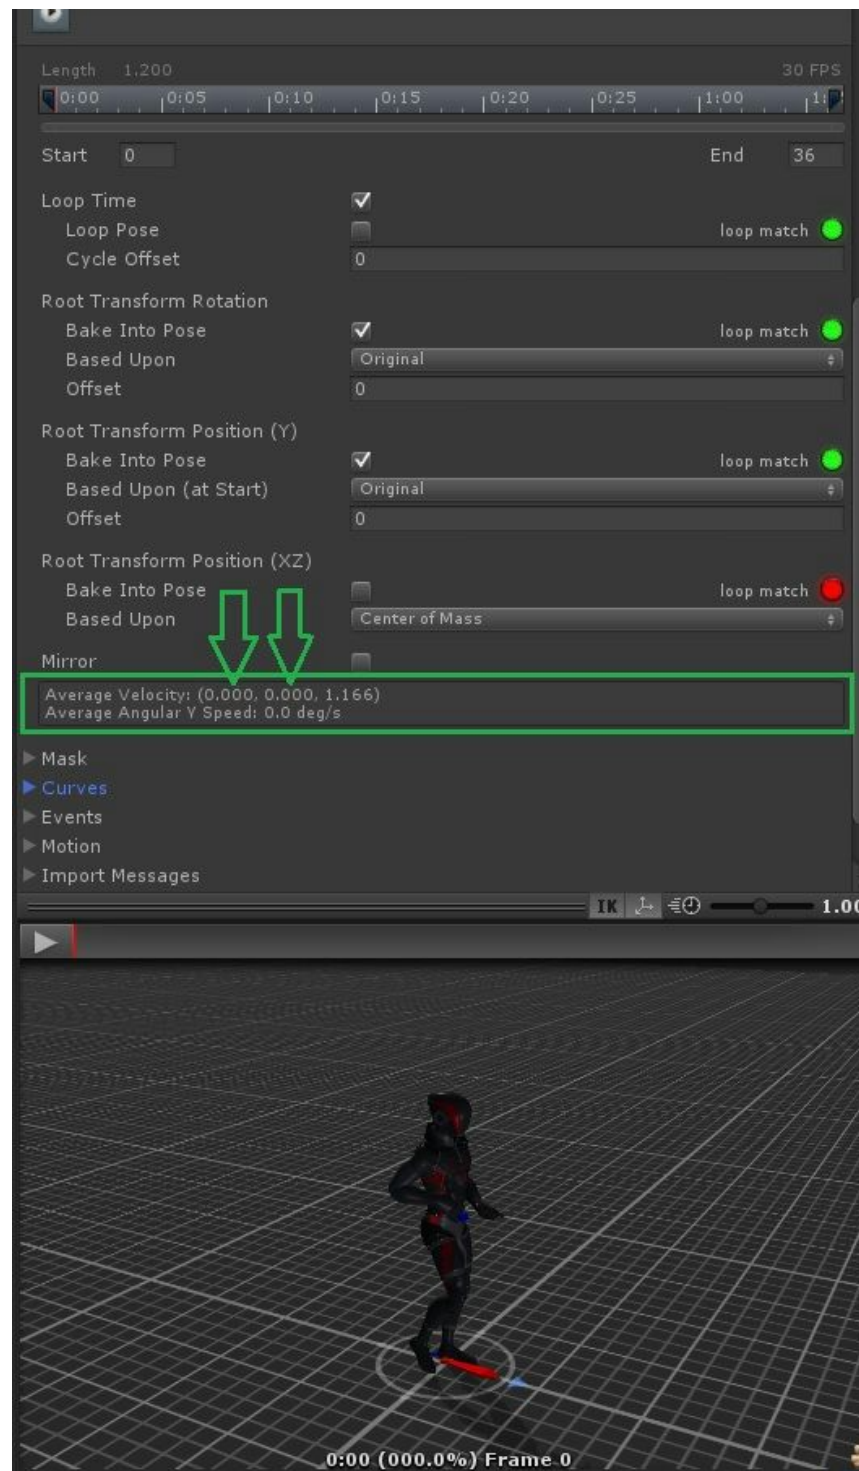 Length 1.200 30 FPS
0:00 0:05 0:10 0:15 0:20 0:25 1:00
Start 0 End 36
Loop Time
Loop Pose loop match
Cycle Offset 0
Root Transform Rotation
Bake Into Pose loop match
Based Upon Original
Offset 0
Root Transform Position (Y)
Bake Into Pose loop match
Based Upon (at Start) Original
Offset 0
Root Transform Position (XZ)
Bake Into Pose loop match
Based Upon Center of Mass
Mirror
Average Velocity: (0.000, 0.000, 1.166)
Average Angular Y Speed: 0.0 deg/s
Mask
Curves
Events
Motion
Import Messages
IK 1.00
0:00 (000.0%) Frame 0